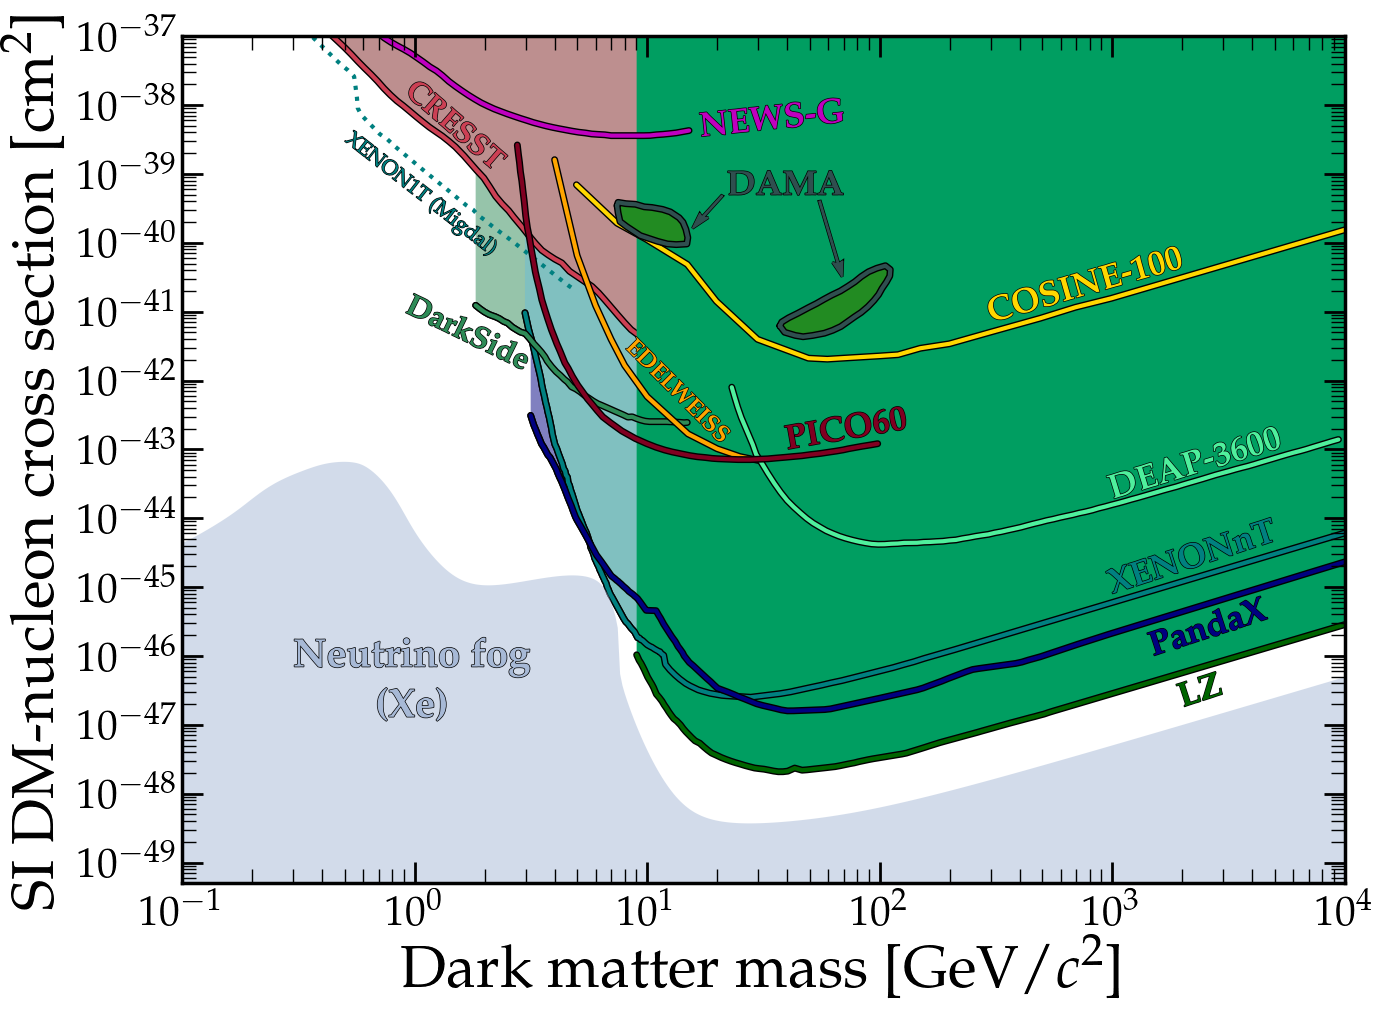 SI DM-nucleon cross section [cm²]
10⁻³⁷
10⁻³⁸
10⁻³⁹
10⁻⁴⁰
10⁻⁴¹
10⁻⁴²
10⁻⁴³
10⁻⁴⁴
10⁻⁴⁵
10⁻⁴⁶
10⁻⁴⁷
10⁻⁴⁸
10⁻⁴⁹
CRESST
NEWS-G
XENON1T (Migdal)
DAMA
DarkSide
COSINE-100
EDELWEISS
PICO60
DEAP-3600
XENONnT
PandaX
LZ
Neutrino fog
(Xe)
10⁻¹ 10⁰ 10¹ 10² 10³ 10⁴
Dark matter mass [GeV/c²]